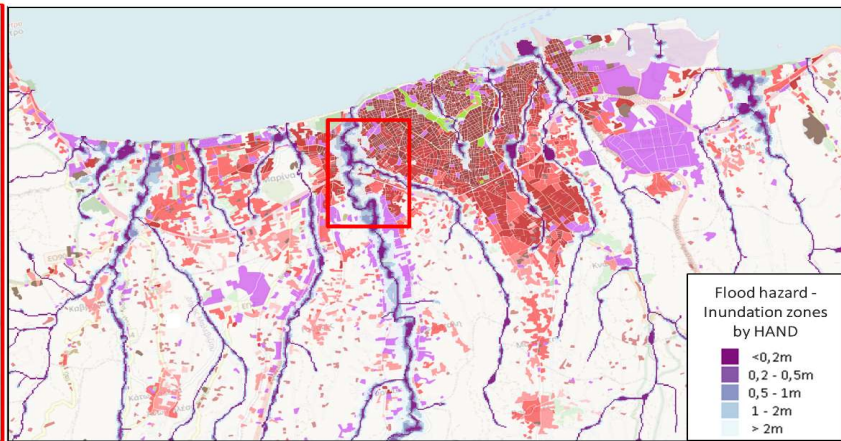 Flood hazard -
Inundation zones
by HAND
<0,2m
0,2 - 0,5m
0,5 - 1m
1 - 2m
> 2m